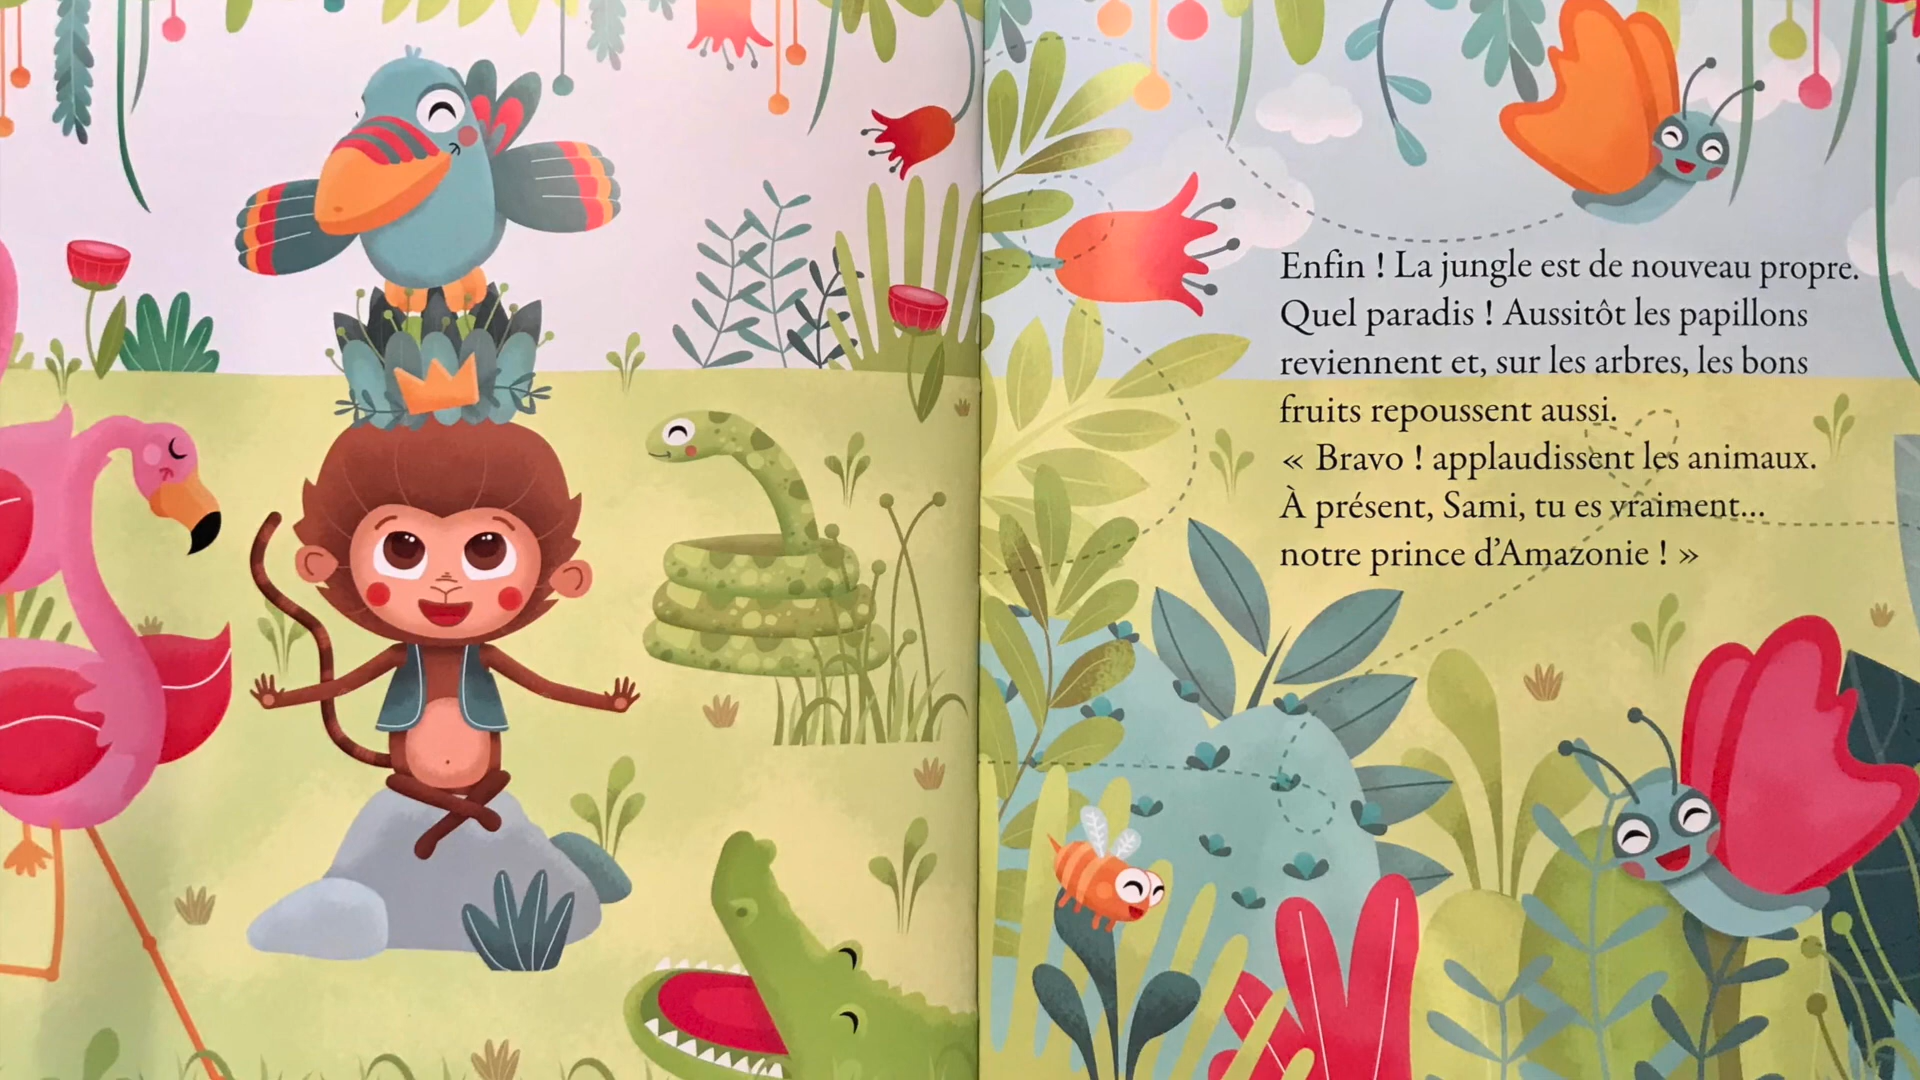 Enfin ! La jungle est de nouveau propre.
Quel paradis ! Aussitôt les papillons
reviennent et, sur les arbres, les bons
fruits repoussent aussi.
« Bravo ! applaudissent les animaux.
À présent, Sami, tu es vraiment...
notre prince d’Amazonie ! »